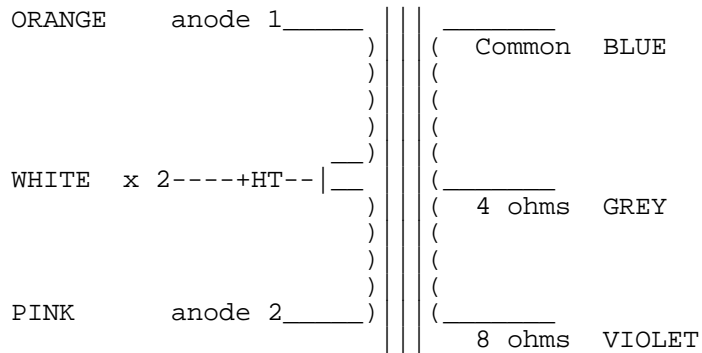 ORANGE anode 1
Common BLUE
WHITE x 2----+HT--
4 ohms GREY
PINK anode 2
8 ohms VIOLET